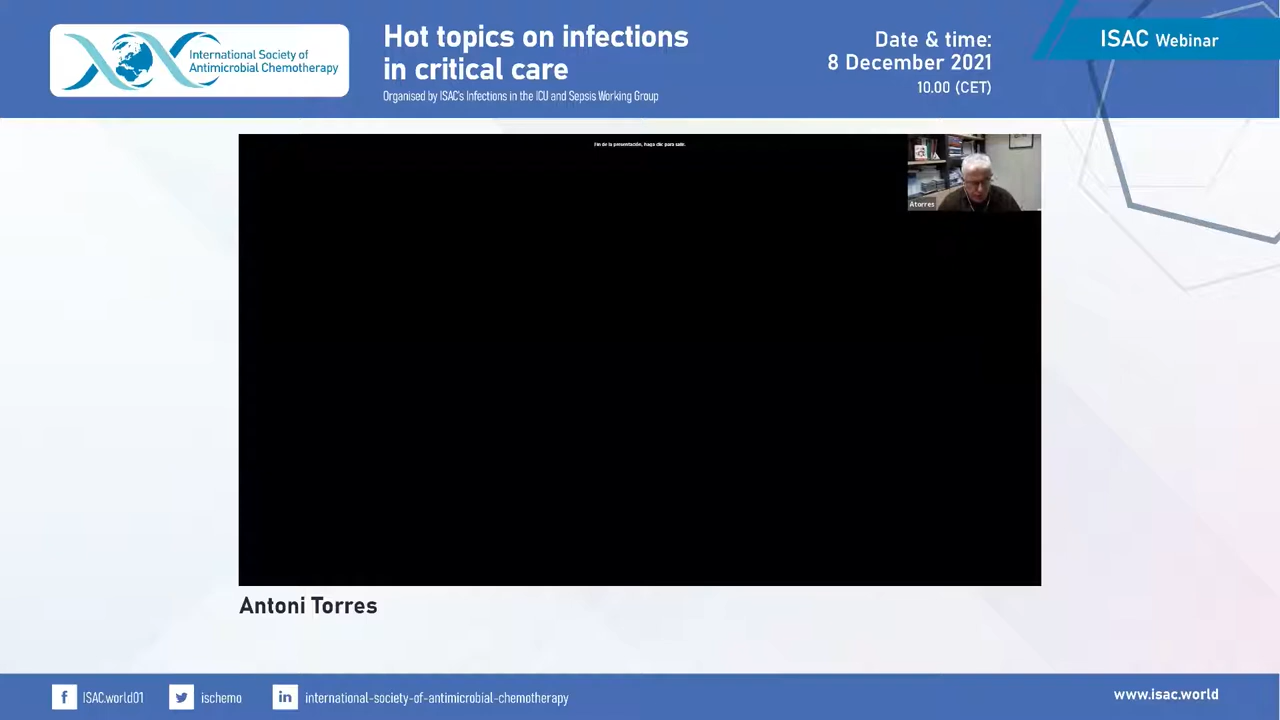 International Society of
Antimicrobial Chemotherapy
Hot topics on infections
in critical care
Organised by ISAC's Infections in the ICU and Sepsis Working Group
Date & time:
8 December 2021
10.00 (CET)
ISAC Webinar
Fin de la presentación, haga clic para salir.
Atorres
Antoni Torres
ISAC.world01
ischemo
international-society-of-antimicrobial-chemotherapy
www.isac.world